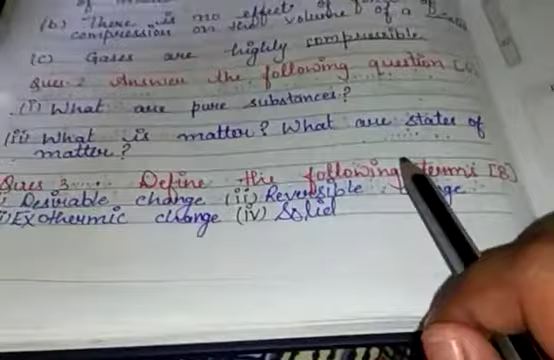 (b) There is no effect of
compression on the volume of a
(c) Gases are highly compressible
Ques-2 Answer the following question
(i) What are pure substances?
(ii) What is matter? What are states of
matter?
Ques 3 Define the following terms [8]
i) Desirable change (ii) Reversible
i) Exothermic change (iv) Solid